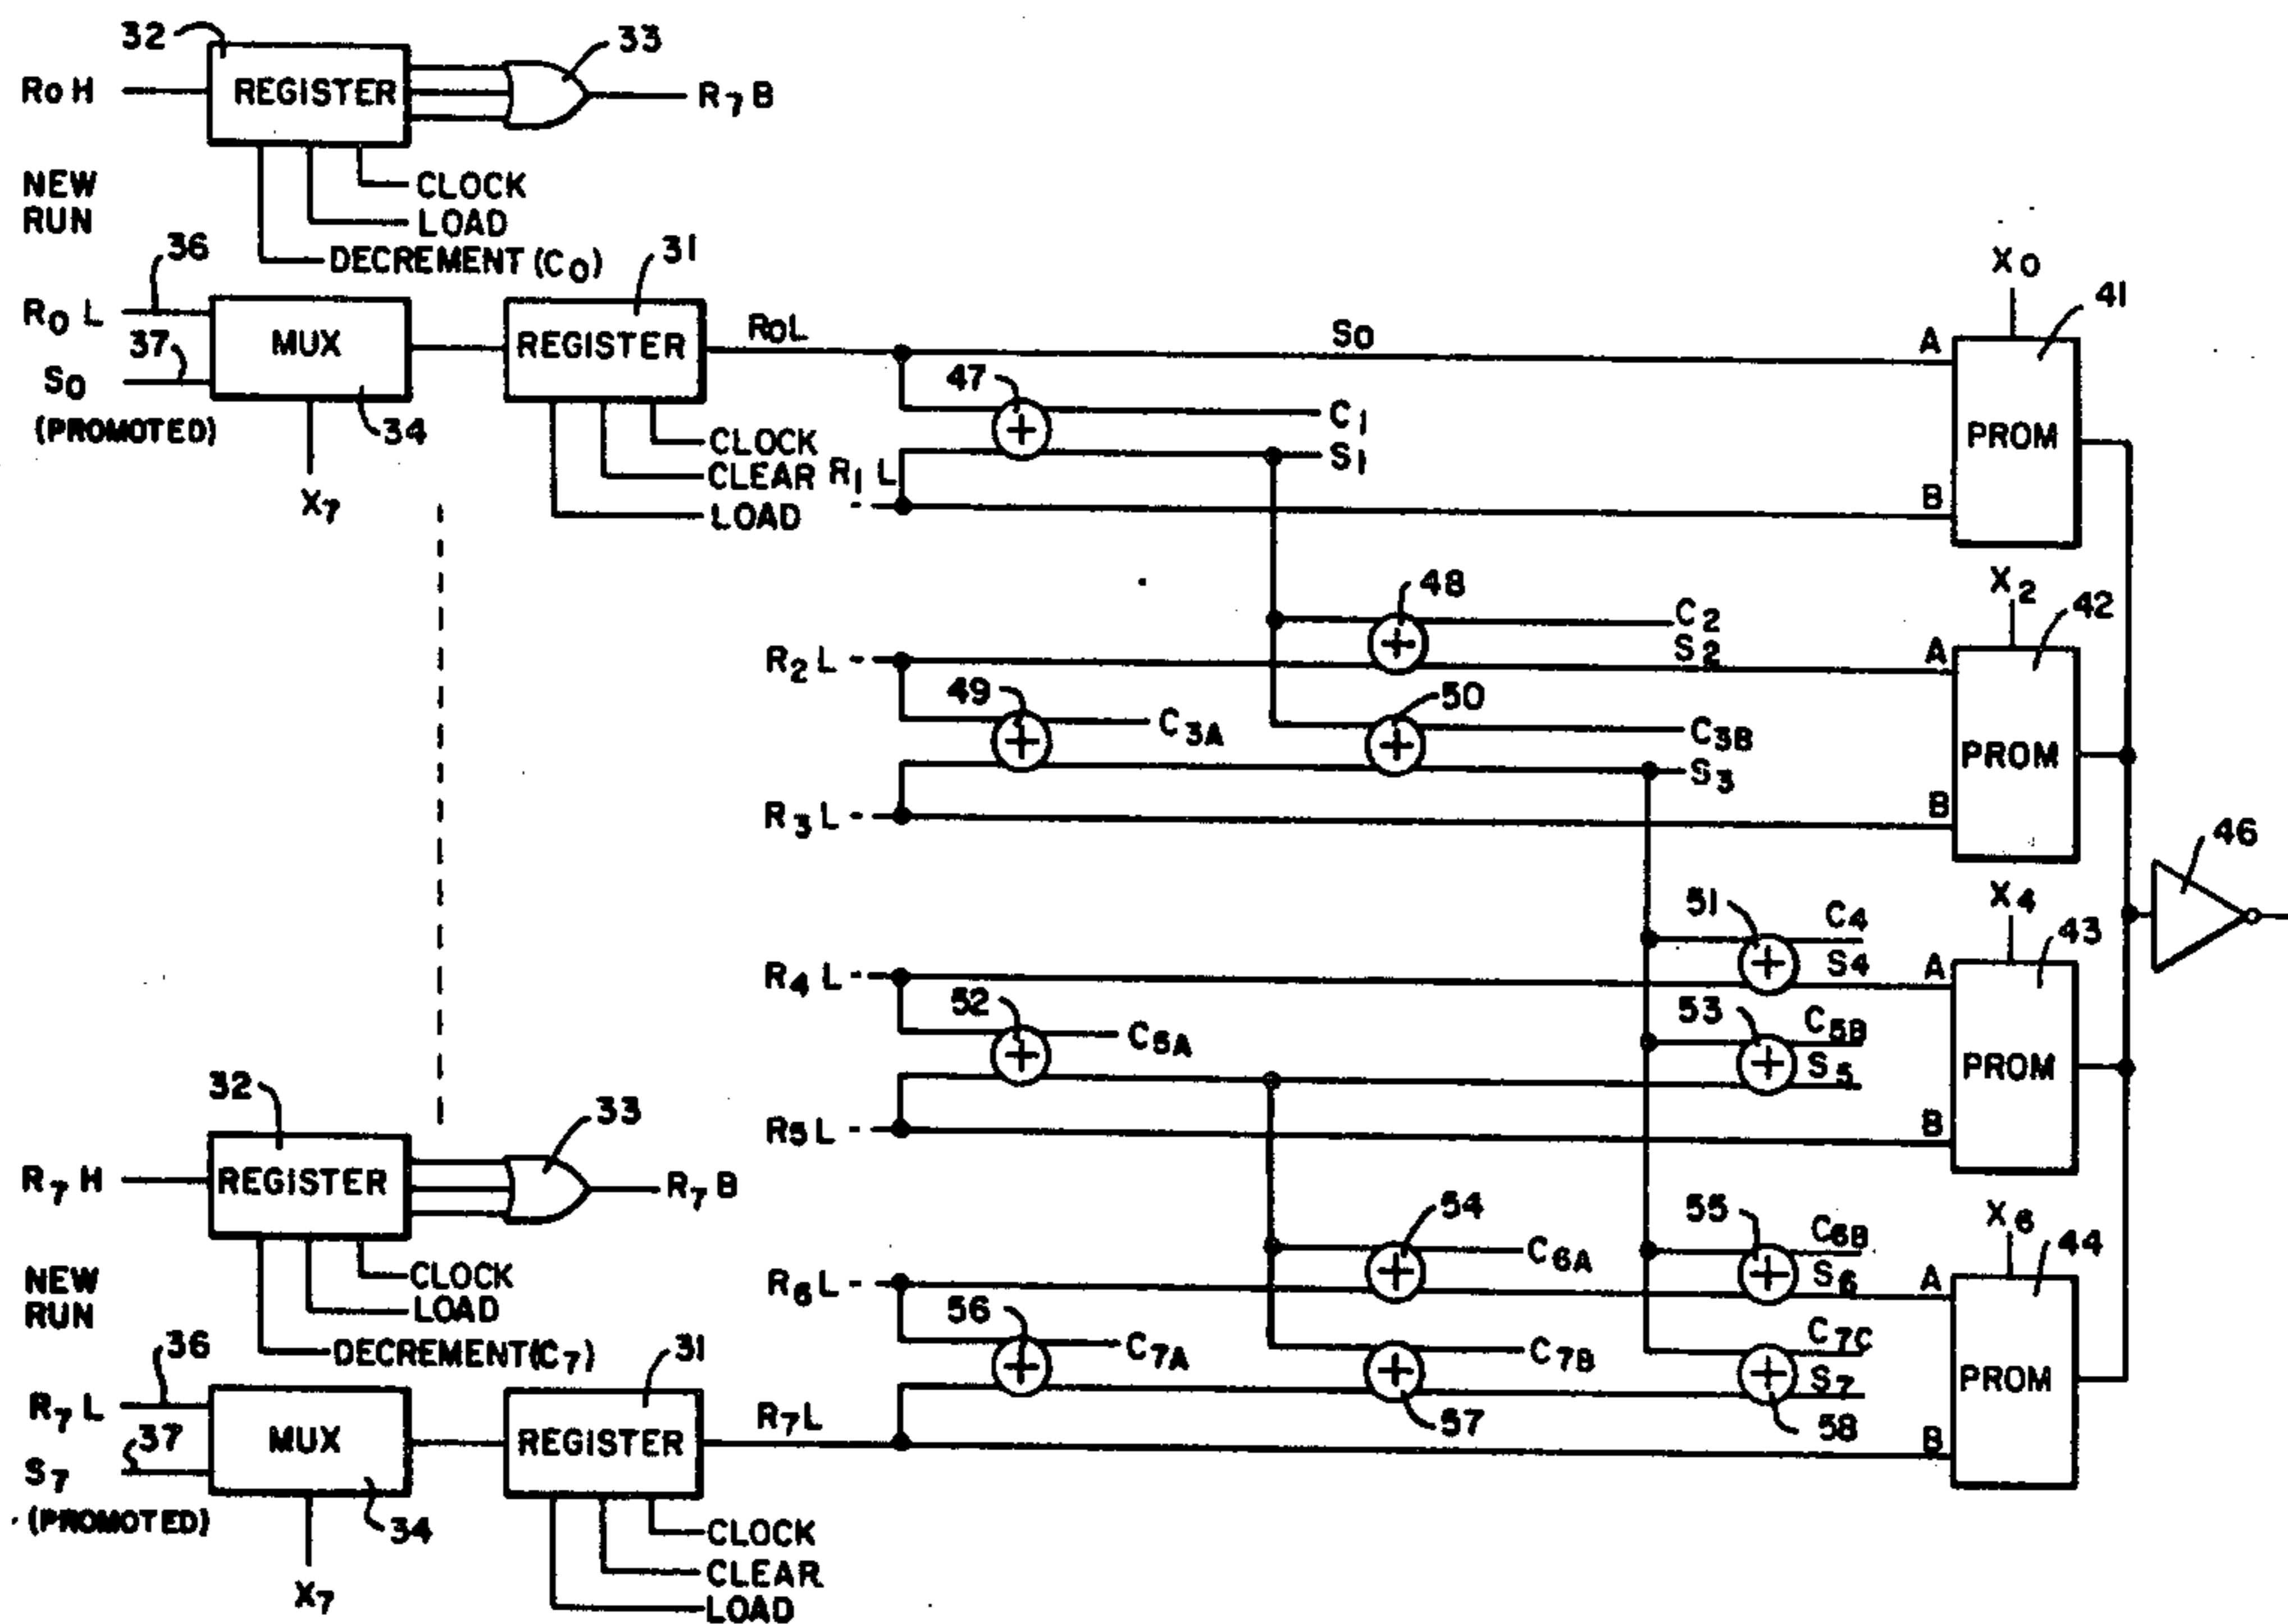 32
33
R0 H
REGISTER
R7 B
NEW
RUN
CLOCK
LOAD
DECREMENT (C0)
36
31
X0
41
R0 L
MUX
REGISTER
R0L
S0
A
37
S0
47
C1
PROM
(PROMOTED)
34
CLOCK
S1
CLEAR
R1 L
X7
LOAD
B
48
X2
42
C2
R2 L
S2
A
49
50
C3A
C3B
PROM
S3
R3 L
B
46
51
C4
X4
43
R4 L
S4
A
52
53
C5B
C5A
S5
PROM
32
33
R5 L
B
R7 H
REGISTER
R7 B
54
55
C6B
X6
44
C6A
NEW
RUN
CLOCK
R6 L
S6
A
LOAD
56
DECREMENT(C7)
31
C7A
C7B
C7C
36
S7
PROM
R7 L
MUX
REGISTER
R7L
57
58
37
B
S7
(PROMOTED)
34
CLOCK
CLEAR
X7
LOAD